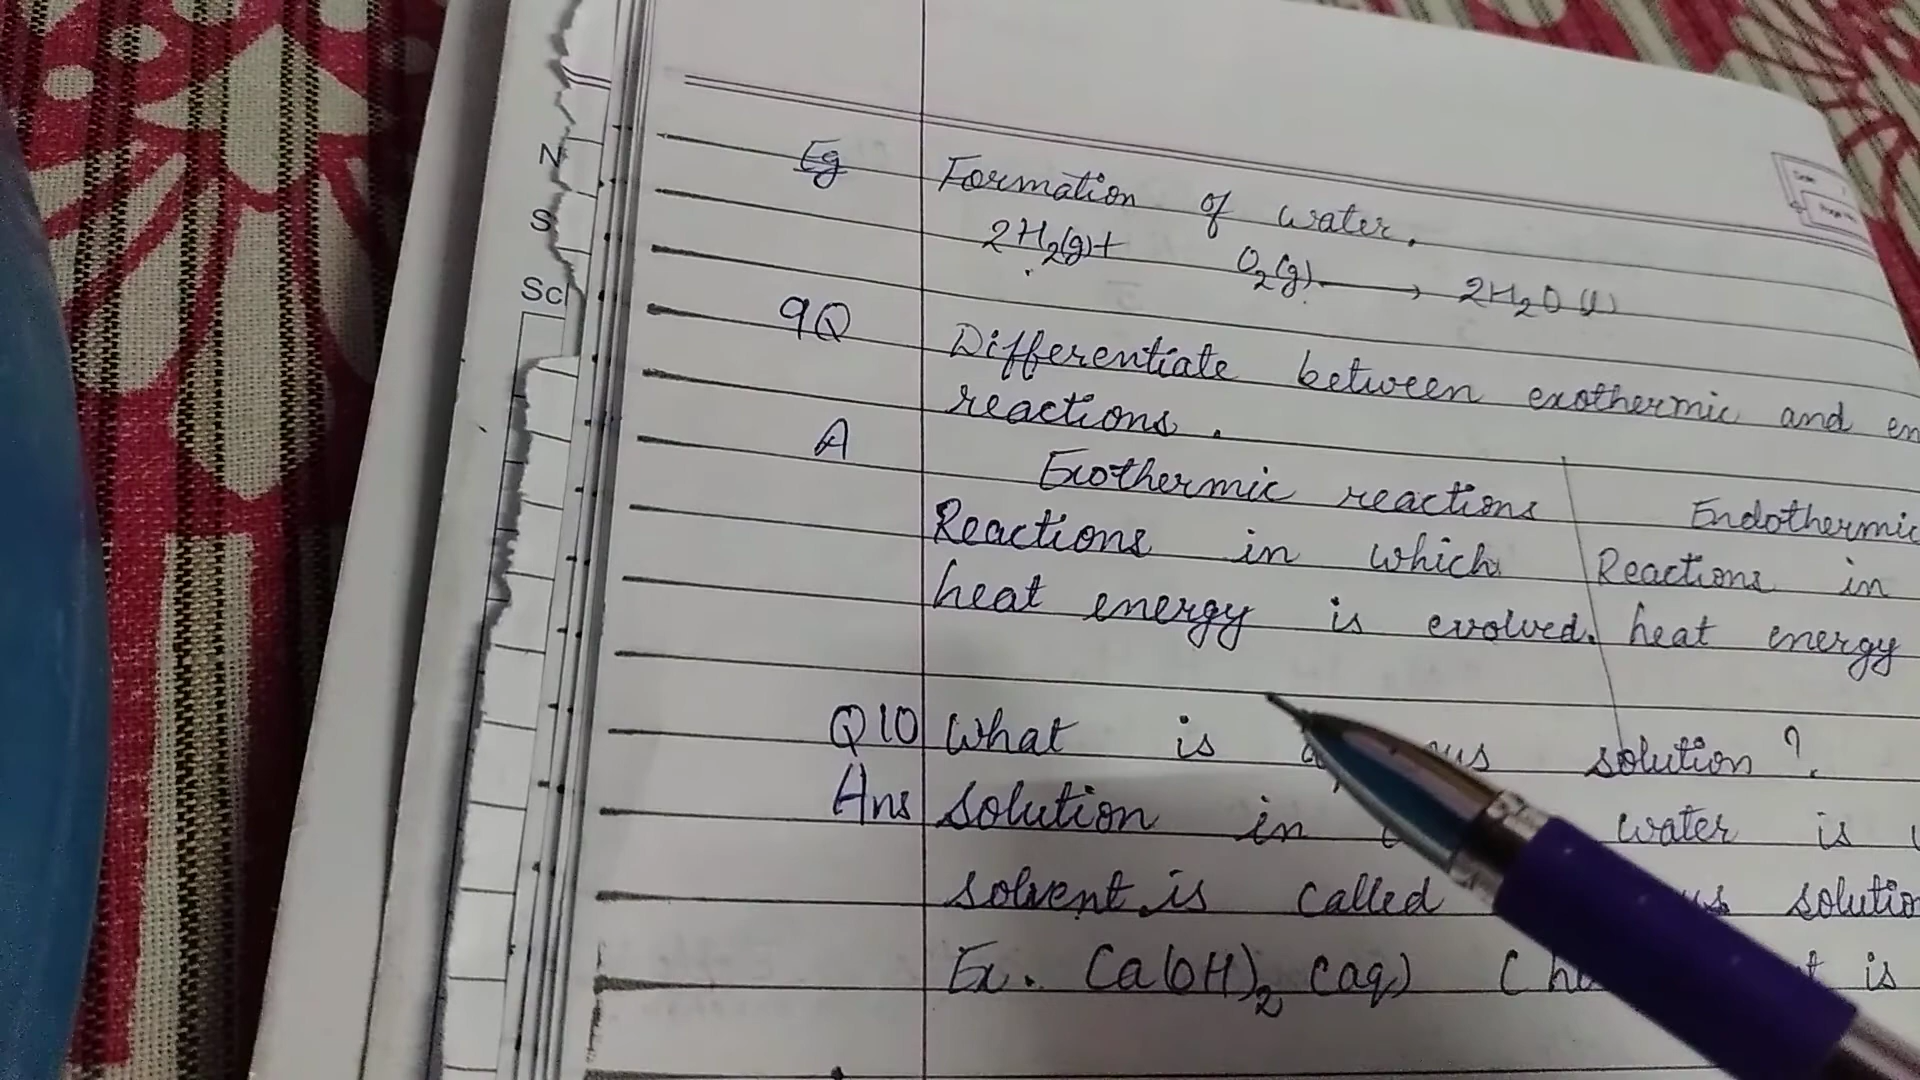 N
S
Sc
Eg Formation of water.
2H₂(g)+ O₂(g) → 2H₂O (l)
9Q Differentiate between exothermic and en
reactions.
A Exothermic reactions Endothermic
Reactions in which Reactions in
heat energy is evolved. heat energy
Q10 What is solution?
Ans solution in water is
solvent is called solution
Ex. Ca(OH)₂ (aq) ( is